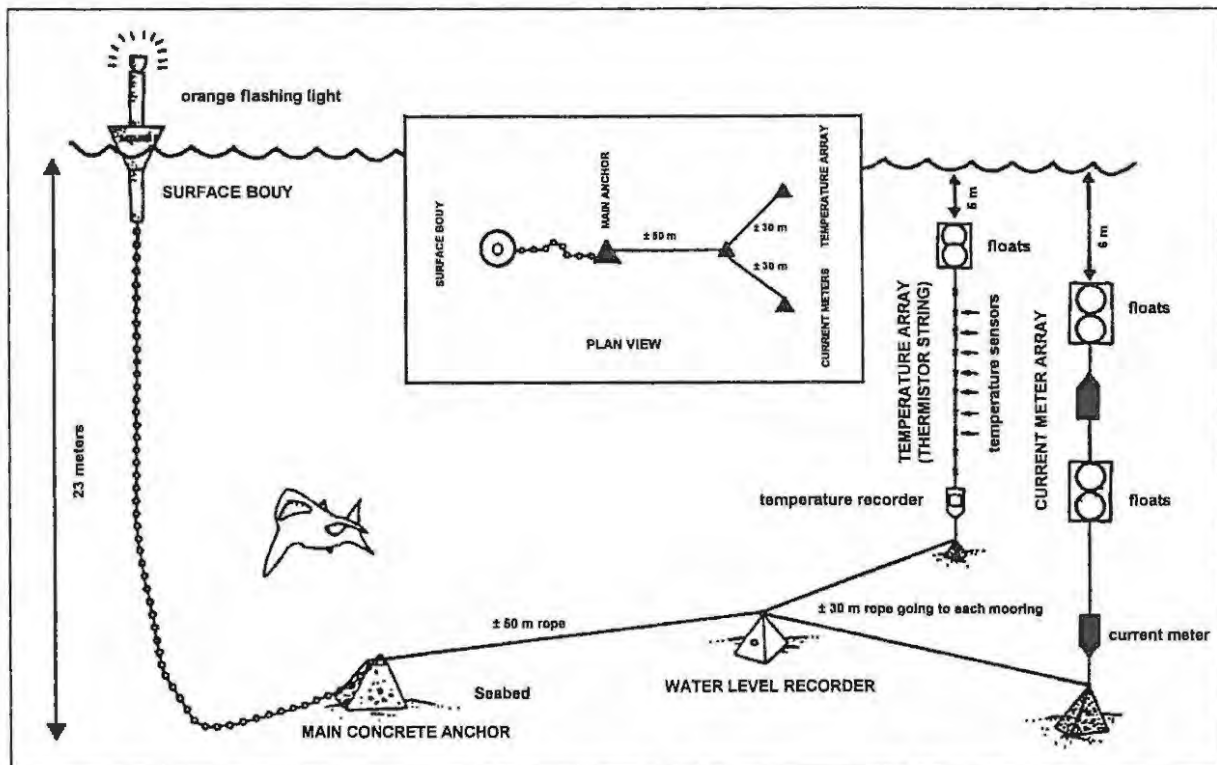 orange flashing light
SURFACE BOUY
23 meters
SURFACE BOUY
MAIN ANCHOR
± 50 m
± 30 m
± 30 m
TEMPERATURE ARRAY
CURRENT METERS
PLAN VIEW
6 m
floats
TEMPERATURE ARRAY
(THERMISTOR STRING)
temperature sensors
temperature recorder
6 m
floats
CURRENT METER ARRAY
floats
current meter
± 50 m rope
± 30 m rope going to each mooring
Seabed
MAIN CONCRETE ANCHOR
WATER LEVEL RECORDER